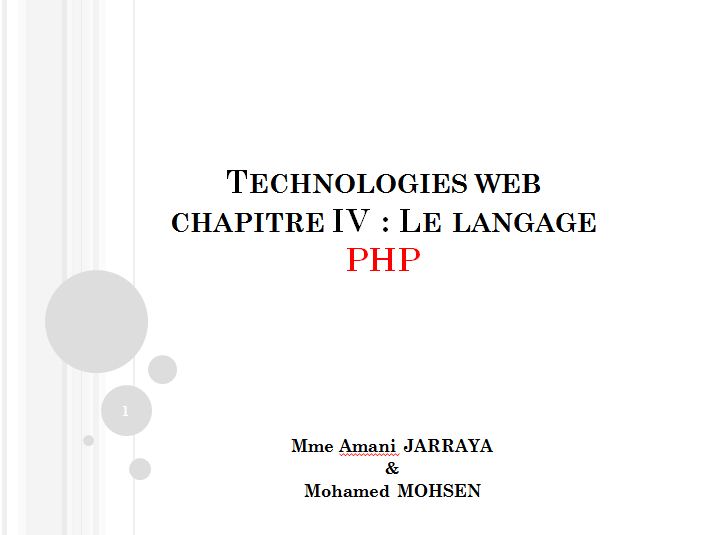 TECHNOLOGIES WEB
CHAPITRE IV : LE LANGAGE
PHP
1
Mme Amani JARRAYA
&
Mohamed MOHSEN